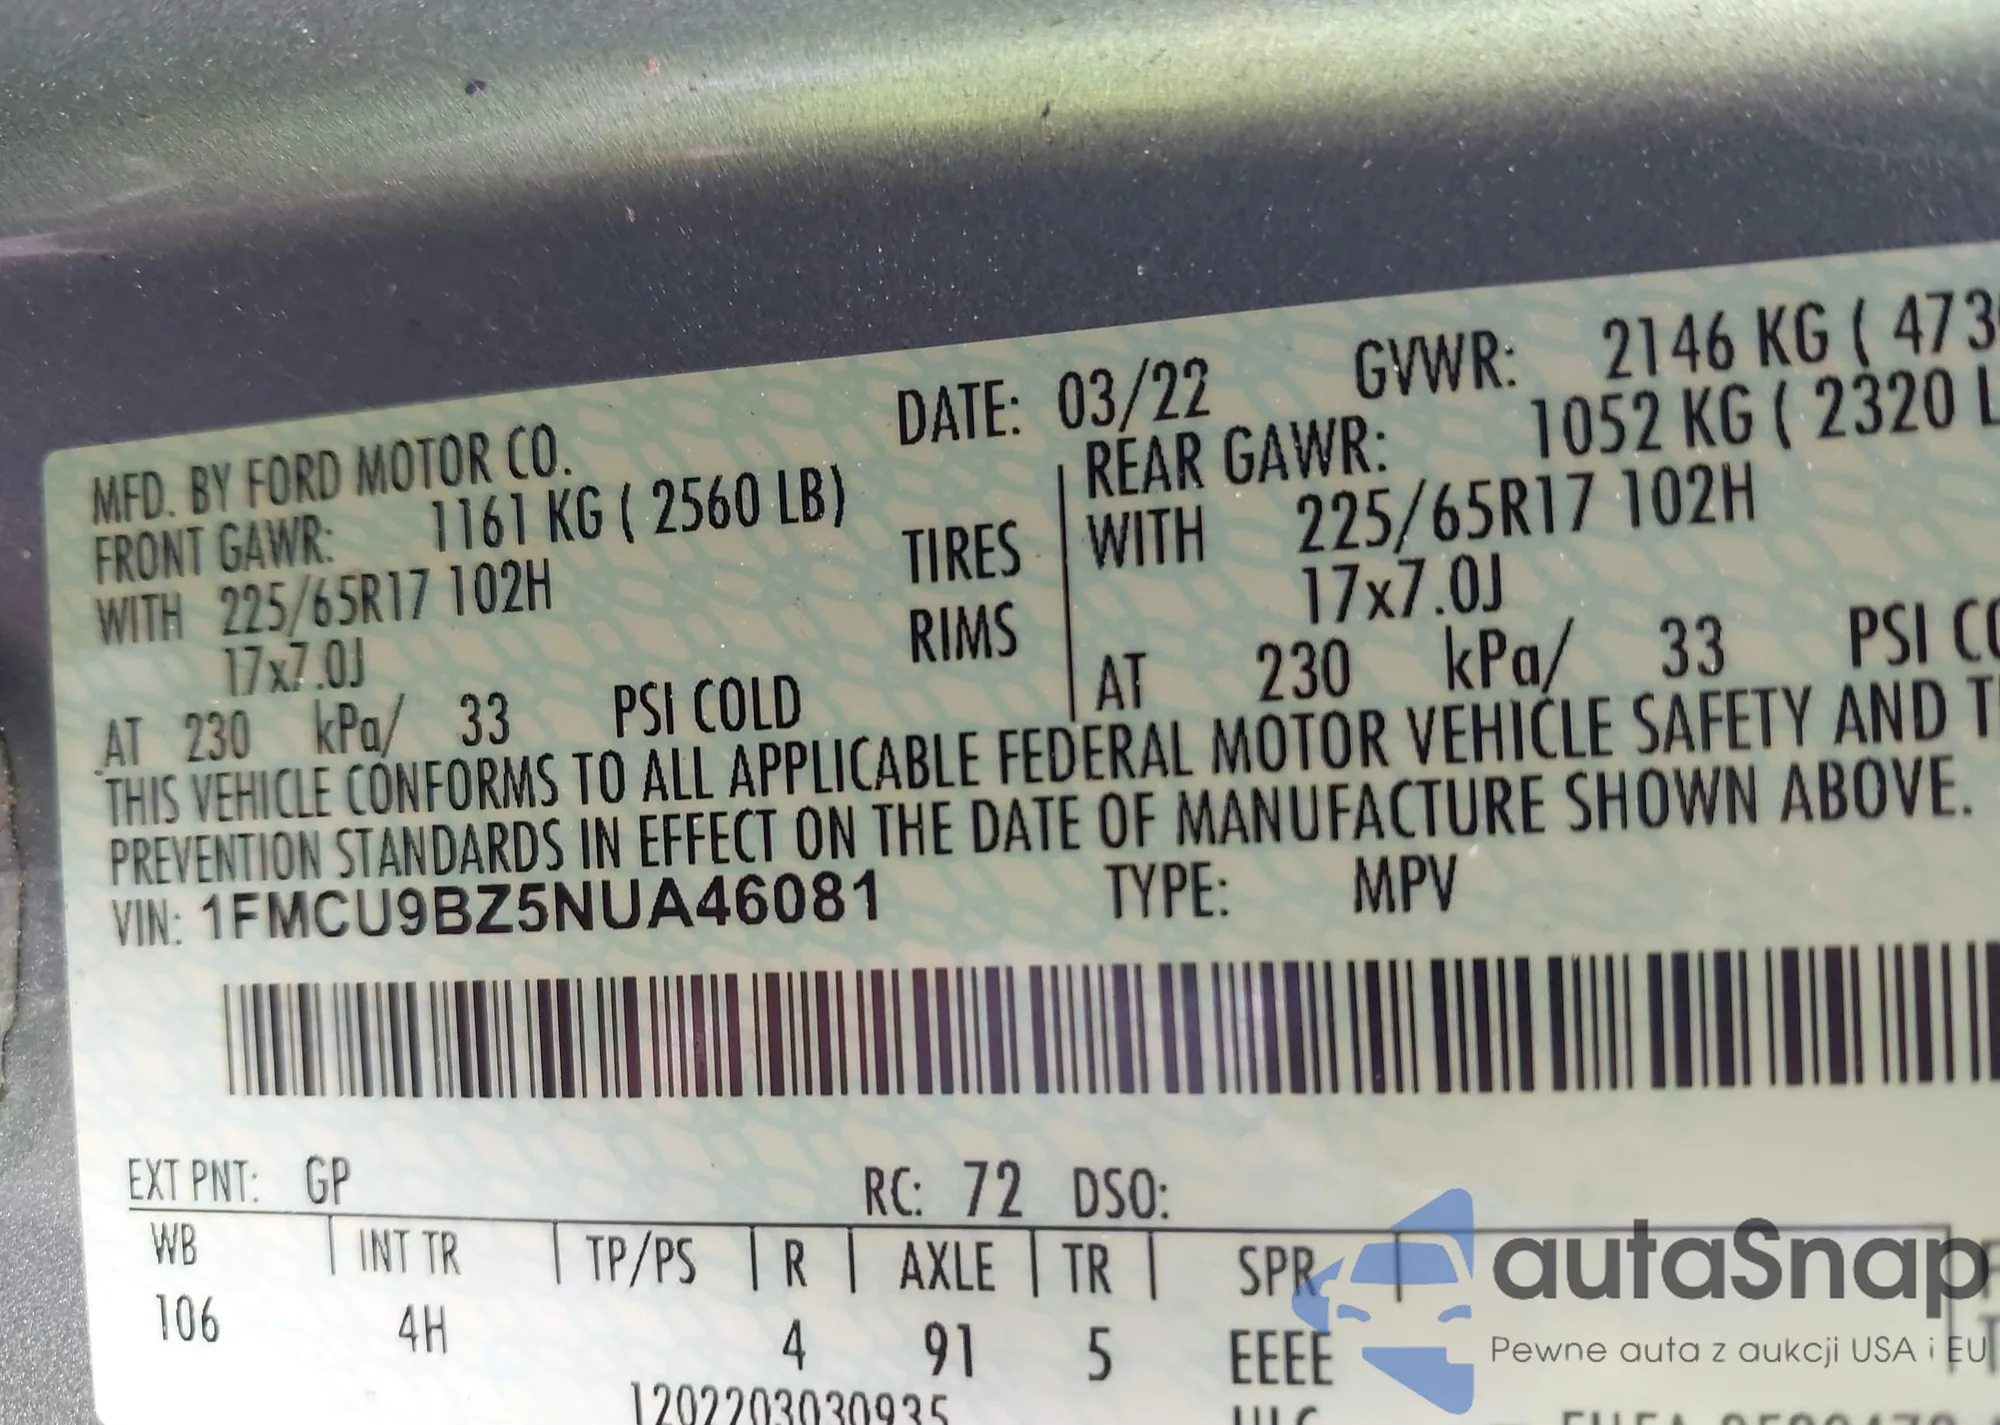 MFD. BY FORD MOTOR CO. DATE: 03/22 GVWR: 2146 KG ( 473
FRONT GAWR: 1161 KG ( 2560 LB) REAR GAWR: 1052 KG ( 2320 L
WITH 225/65R17 102H TIRES WITH 225/65R17 102H
17x7.0J RIMS 17x7.0J
AT 230 kPa/ 33 PSI COLD AT 230 kPa/ 33 PSI CO
THIS VEHICLE CONFORMS TO ALL APPLICABLE FEDERAL MOTOR VEHICLE SAFETY AND T
PREVENTION STANDARDS IN EFFECT ON THE DATE OF MANUFACTURE SHOWN ABOVE.
VIN: 1FMCU9BZ5NUA46081 TYPE: MPV
EXT PNT: GP RC: 72 DSO:
WB INT TR TP/PS R AXLE TR SPR
106 4H 4 91 5 EEEE
1202203030935
autoSnap
Pewne auta z aukcji USA i EU